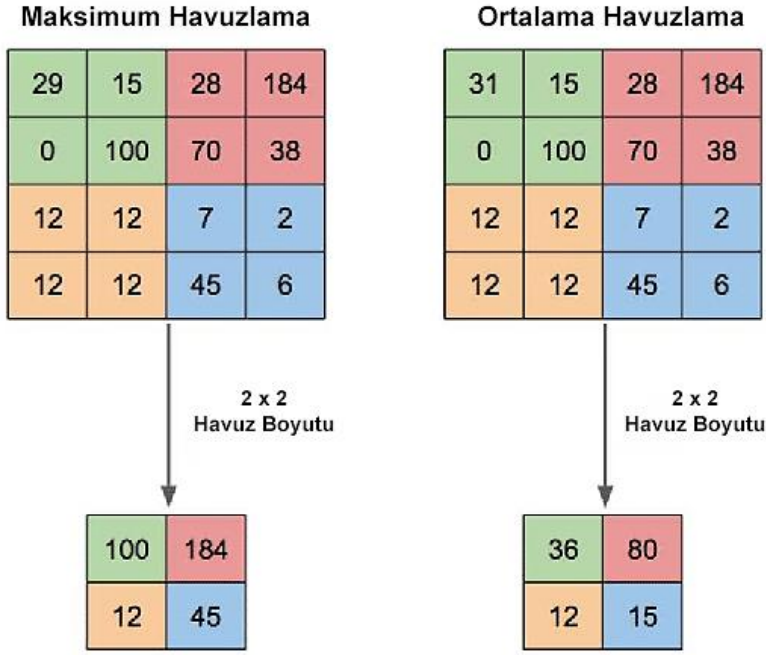 Maksimum Havuzlama
29 15 28 184
0 100 70 38
12 12 7 2
12 12 45 6
2 x 2
Havuz Boyutu
100 184
12 45
Ortalama Havuzlama
31 15 28 184
0 100 70 38
12 12 7 2
12 12 45 6
2 x 2
Havuz Boyutu
36 80
12 15